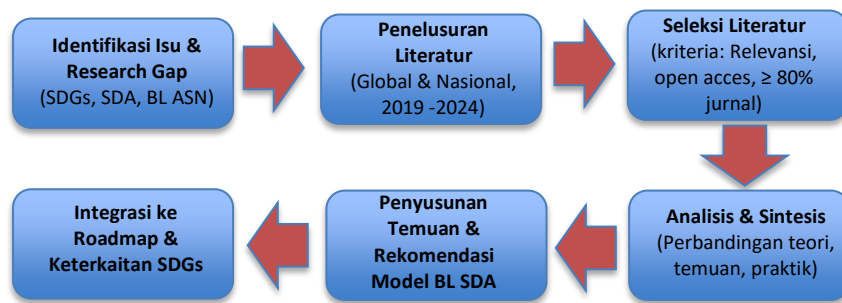 Identifikasi Isu &
Research Gap
(SDGs, SDA, BL ASN)
Penelusuran
Literatur
(Global & Nasional,
2019 -2024)
Seleksi Literatur
(kriteria: Relevansi,
open acces, ≥ 80%
jurnal)
Analisis & Sintesis
(Perbandingan teori,
temuan, praktik)
Penyusunan
Temuan &
Rekomendasi
Model BL SDA
Integrasi ke
Roadmap &
Keterkaitan SDGs